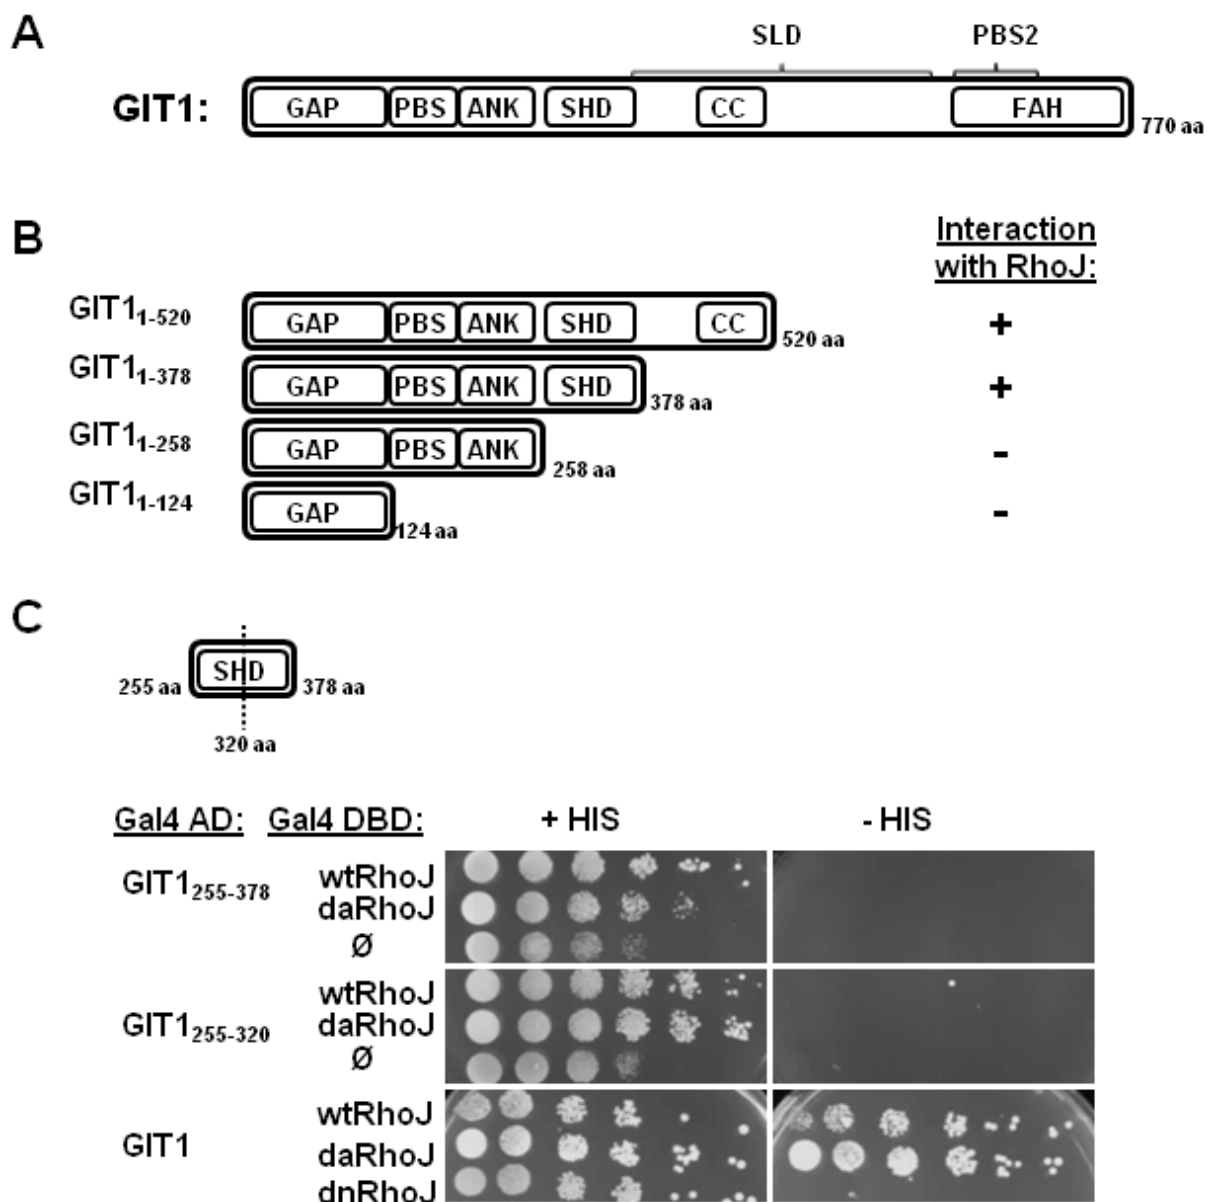 A
SLD PBS2
GIT1: GAP PBS ANK SHD CC FAH 770 aa
B
Interaction
with RhoJ:
GIT11-520 GAP PBS ANK SHD CC 520 aa +
GIT11-378 GAP PBS ANK SHD 378 aa +
GIT11-258 GAP PBS ANK 258 aa -
GIT11-124 GAP 124 aa -
C
255 aa SHD 378 aa
320 aa
Gal4 AD: Gal4 DBD: + HIS - HIS
GIT1255-378 wtRhoJ
daRhoJ
Ø
GIT1255-320 wtRhoJ
daRhoJ
Ø
GIT1 wtRhoJ
daRhoJ
dnRhoJ